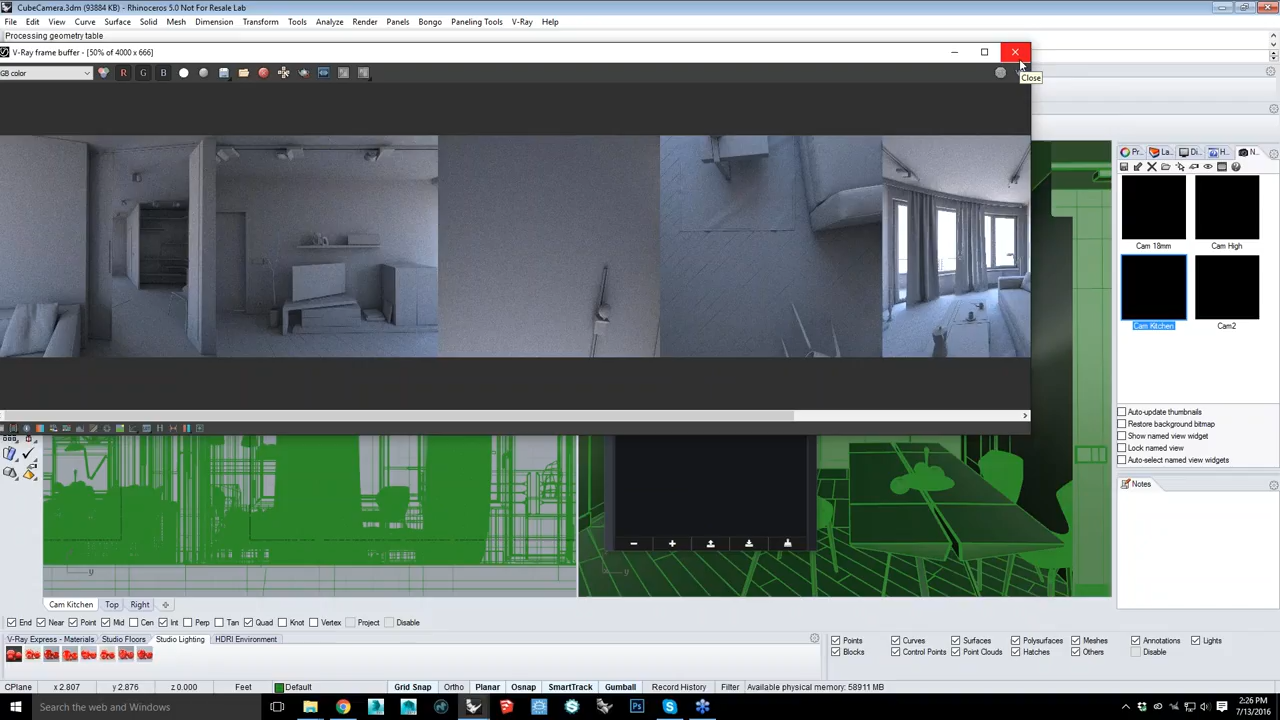 CubeCamera.3dm (93884 KB) - Rhinoceros 5.0 Not For Resale Lab
File Edit View Curve Surface Solid Mesh Dimension Transform Tools Analyze Render Panels Bongo Paneling Tools V-Ray Help
Processing geometry table
V-Ray frame buffer - [50% of 4000 x 666]
GB color
R G B
Close
Pr... La... Di... H... N...
Cam 18mm Cam High
Cam Kitchen Cam2
Auto-update thumbnails
Restore background bitmap
Show named view widget
Lock named view
Auto-select named view widgets
Notes
y
y
Cam Kitchen Top Right
End Near Point Mid Cen Int Perp Tan Quad Knot Vertex Project Disable
V-Ray Express - Materials Studio Floors Studio Lighting HDRI Environment
Points Curves Surfaces Polysurfaces Meshes Annotations Lights
Blocks Control Points Point Clouds Hatches Others Disable
CPlane x 2.807 y 2.876 z 0.000 Feet Default Grid Snap Ortho Planar Osnap SmartTrack Gumball Record History Filter Available physical memory: 58911 MB
Search the web and Windows
2:26 PM
7/13/2016